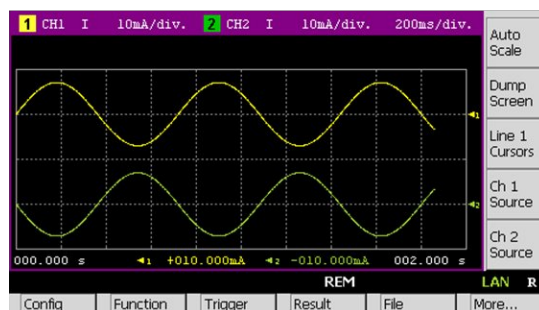 1 CH1 I 10mA/div. 2 CH2 I 10mA/div. 200ms/div.
Auto
Scale
Dump
Screen
Line 1
Cursors
Ch 1
Source
Ch 2
Source
1
2
000.000 s 1 +010.000mA 2 -010.000mA 002.000 s
REM LAN R
Config Function Trigger Result File More...